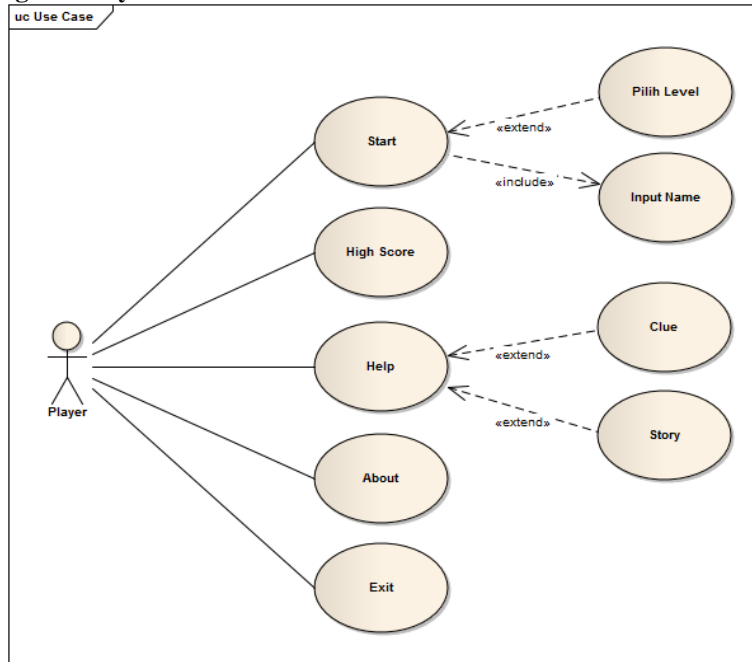 uc Use Case
Pilih Level
Start
«extend»
«include»
Input Name
High Score
Clue
Help
«extend»
Player
«extend»
Story
About
Exit